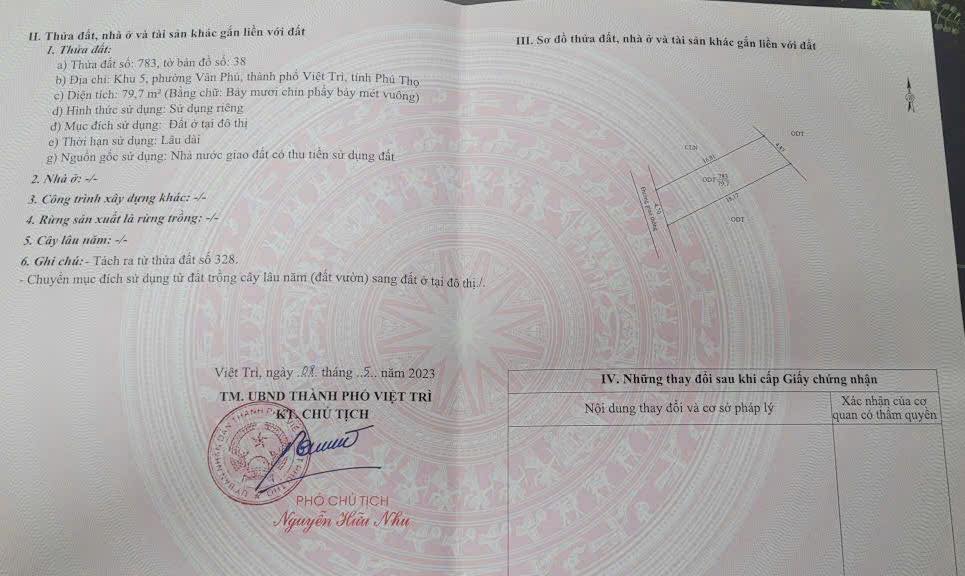 II. Thửa đất, nhà ở và tài sản khác gắn liền với đất
1. Thửa đất:
a) Thửa đất số: 783, tờ bản đồ số: 38
b) Địa chỉ: Khu 5, phường Vân Phú, thành phố Việt Trì, tỉnh Phú Thọ
c) Diện tích: 79,7 m² (Bằng chữ: Bảy mươi chín phẩy bảy mét vuông)
d) Hình thức sử dụng: Sử dụng riêng
đ) Mục đích sử dụng: Đất ở tại đô thị
e) Thời hạn sử dụng: Lâu dài
g) Nguồn gốc sử dụng: Nhà nước giao đất có thu tiền sử dụng đất
2. Nhà ở: -/-
3. Công trình xây dựng khác: -/-
4. Rừng sản xuất là rừng trồng: -/-
5. Cây lâu năm: -/-
6. Ghi chú: - Tách ra từ thửa đất số 328.
- Chuyển mục đích sử dụng từ đất trồng cây lâu năm (đất vườn) sang đất ở tại đô thị./.
Việt Trì, ngày 08 tháng 5 năm 2023
TM. UBND THÀNH PHỐ VIỆT TRÌ
KT. CHỦ TỊCH
PHÓ CHỦ TỊCH
Nguyễn Hữu Nhu
III. Sơ đồ thửa đất, nhà ở và tài sản khác gắn liền với đất
CLN
ODT
16.81
4.85
ODT 783
79.7
Đường giao thông
4.70
ODT
IV. Những thay đổi sau khi cấp Giấy chứng nhận
Nội dung thay đổi và cơ sở pháp lý
Xác nhận của cơ
quan có thẩm quyền